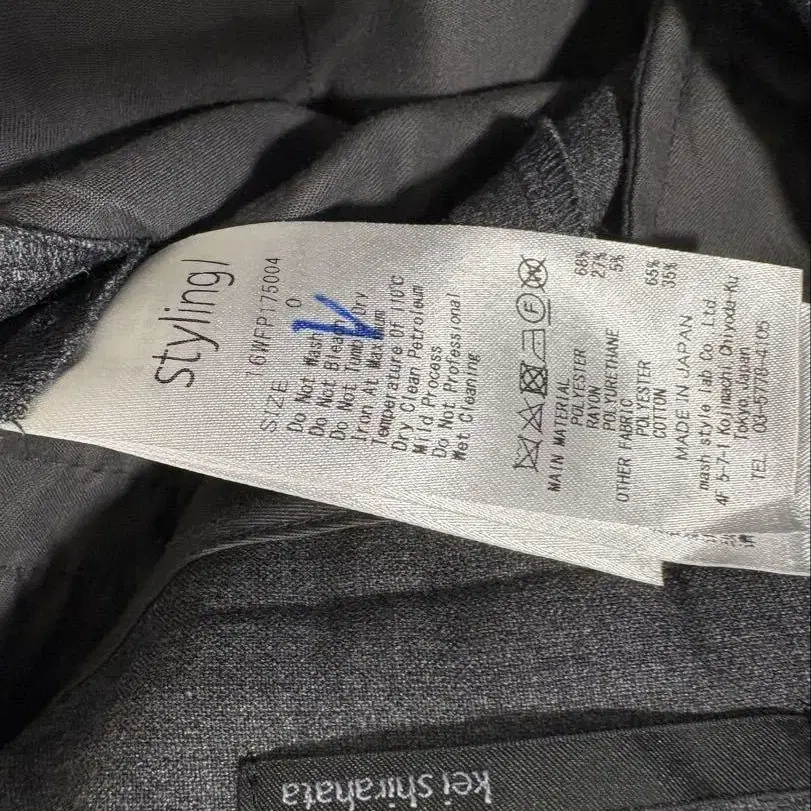 styling/
16WFP175004
SIZE 0
Do Not Wash
Do Not Bleach
Do Not Tumble Dry
Iron At Maximum
Temperature Of 110°C
Dry Clean Petroleum
Mild Process
Do Not Professional
Wet Cleaning
F
MAIN MATERIAL
POLYESTER 68%
RAYON 27%
POLYURETHANE 5%
OTHER FABRIC
POLYESTER 65%
COTTON 35%
MADE IN JAPAN
mash style lab Co. Ltd.
4F 5-7-1 Kojimachi, Chiyoda-Ku
Tokyo, Japan
TEL 03-5778-4105
kei shirahata